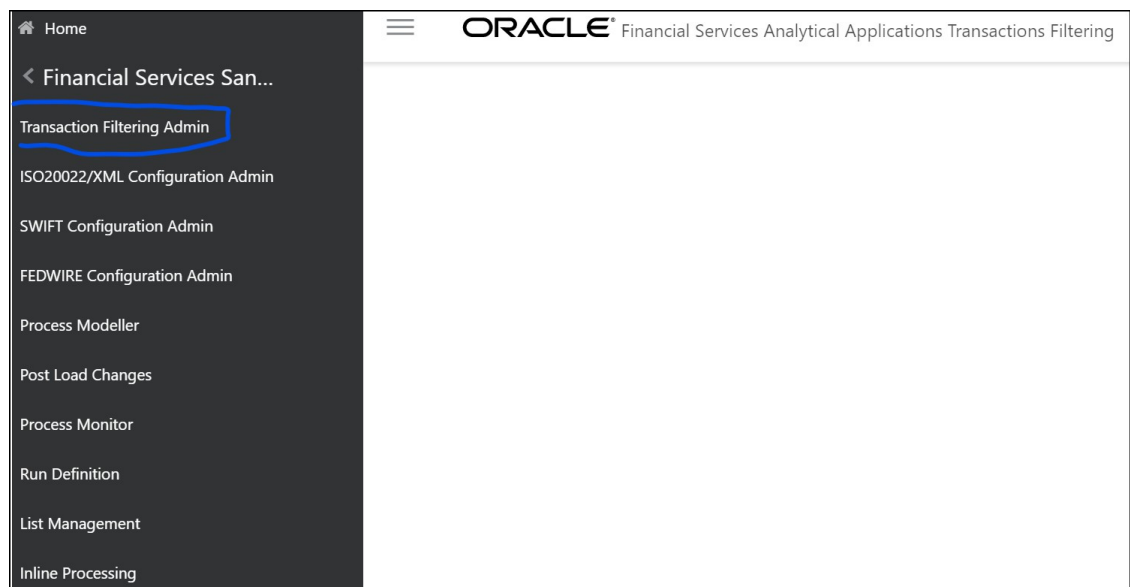 Home
ORACLE® Financial Services Analytical Applications Transactions Filtering
Financial Services San...
Transaction Filtering Admin
ISO20022/XML Configuration Admin
SWIFT Configuration Admin
FEDWIRE Configuration Admin
Process Modeller
Post Load Changes
Process Monitor
Run Definition
List Management
Inline Processing